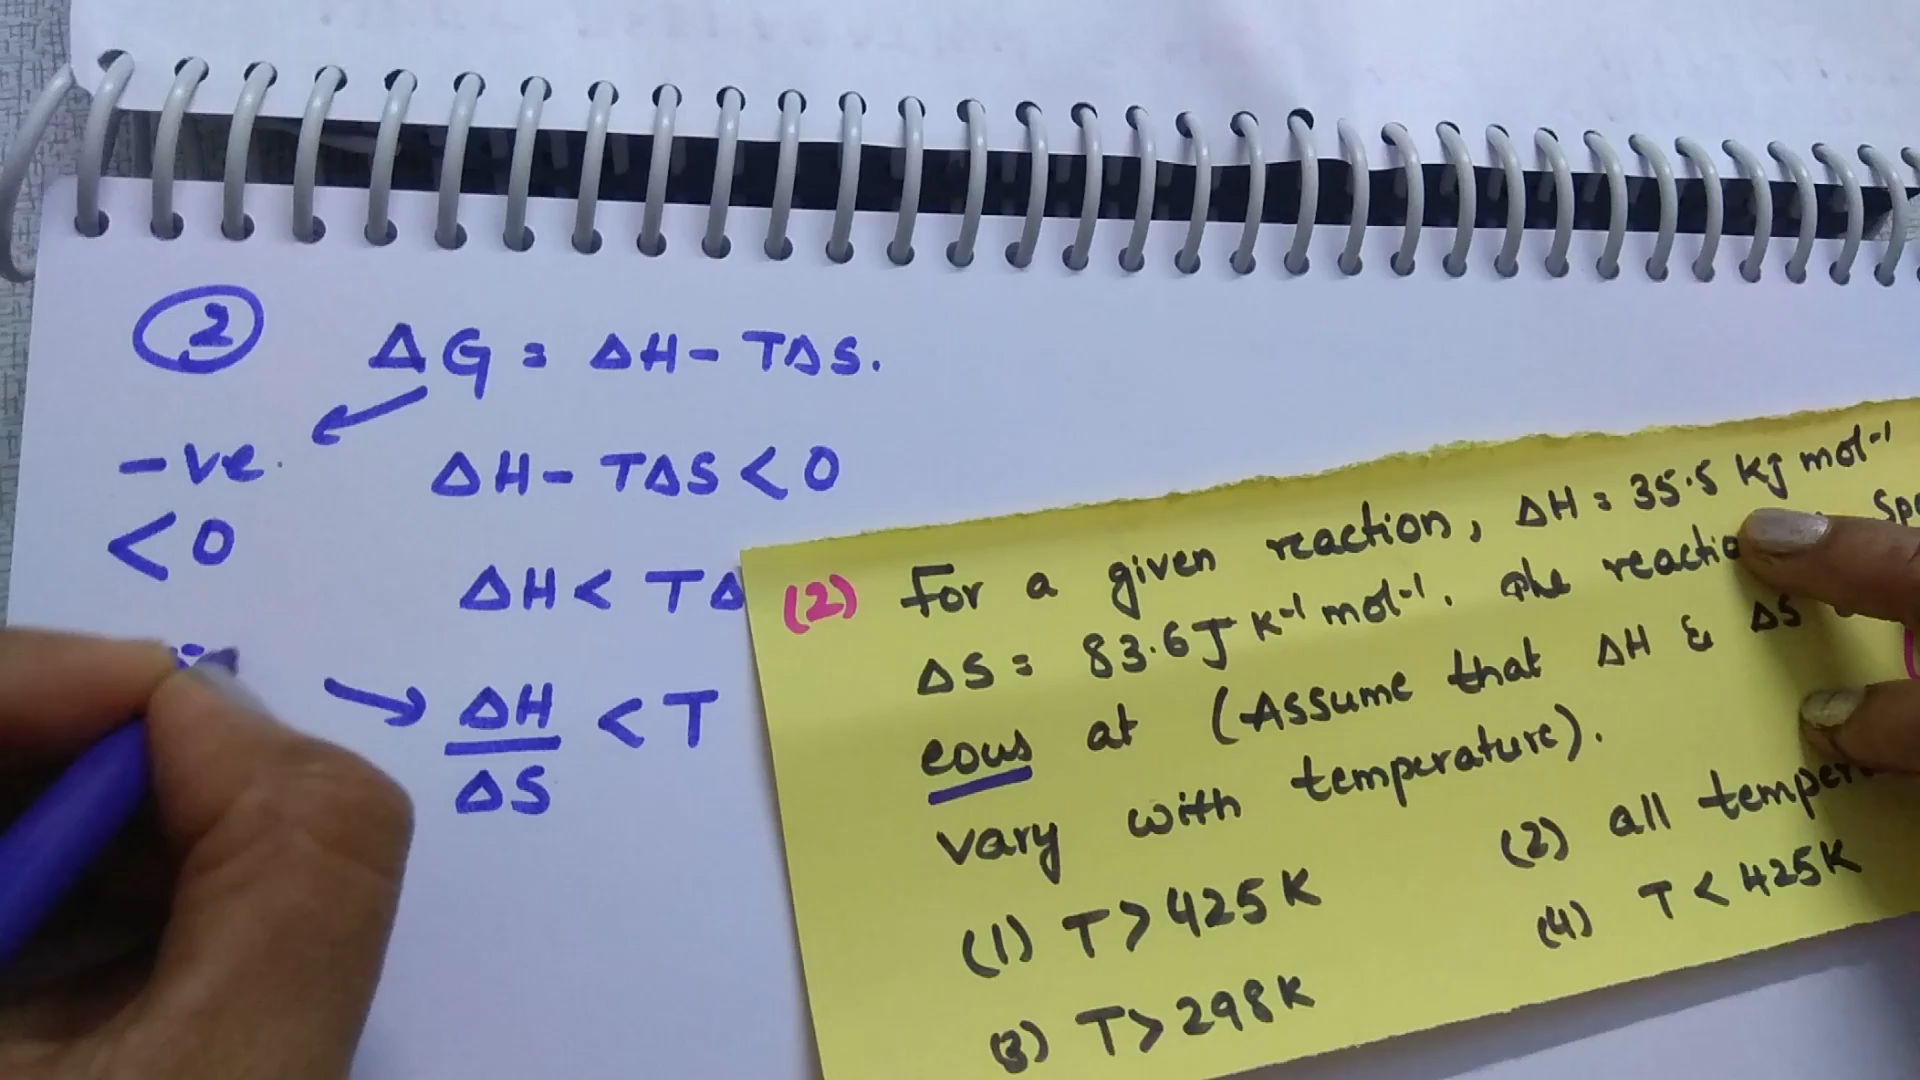 2
ΔG = ΔH - TΔS.
-ve
ΔH - TΔS < 0
< 0
ΔH < TΔ
ΔH/ΔS < T
(2) For a given reaction, ΔH = 35.5 KJ mol⁻¹
ΔS = 83.6 J K⁻¹ mol⁻¹. The
eous at (Assume that ΔH & ΔS
vary with temperature).
(1) T > 425 K
(2) all
(3) T > 298 K
(4) T < 425 K